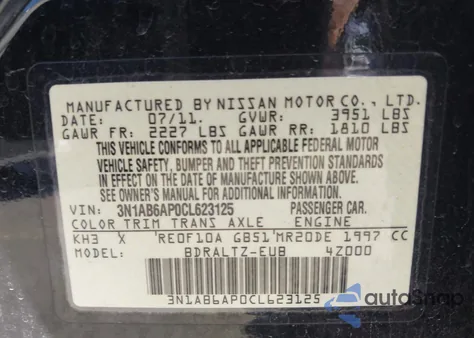 MANUFACTURED BY NISSAN MOTOR CO., LTD.
DATE: 07/11. GVWR: 3951 LBS
GAWR FR: 2227 LBS GAWR RR: 1810 LBS
THIS VEHICLE CONFORMS TO ALL APPLICABLE FEDERAL MOTOR
VEHICLE SAFETY, BUMPER AND THEFT PREVENTION STANDARDS
IN EFFECT ON THE DATE OF MANUFACTURE SHOWN ABOVE.
SEE OWNER'S MANUAL FOR ADDITIONAL INFORMATION.
VIN: 3N1AB6AP0CL623125 PASSENGER CAR.
COLOR TRIM TRANS AXLE ENGINE
KH3 X RE0F10A GB51 MR20DE 1997 CC
MODEL: BDRALTZ-EUB 4Z000
3N1AB6AP0CL623125
autoSnap